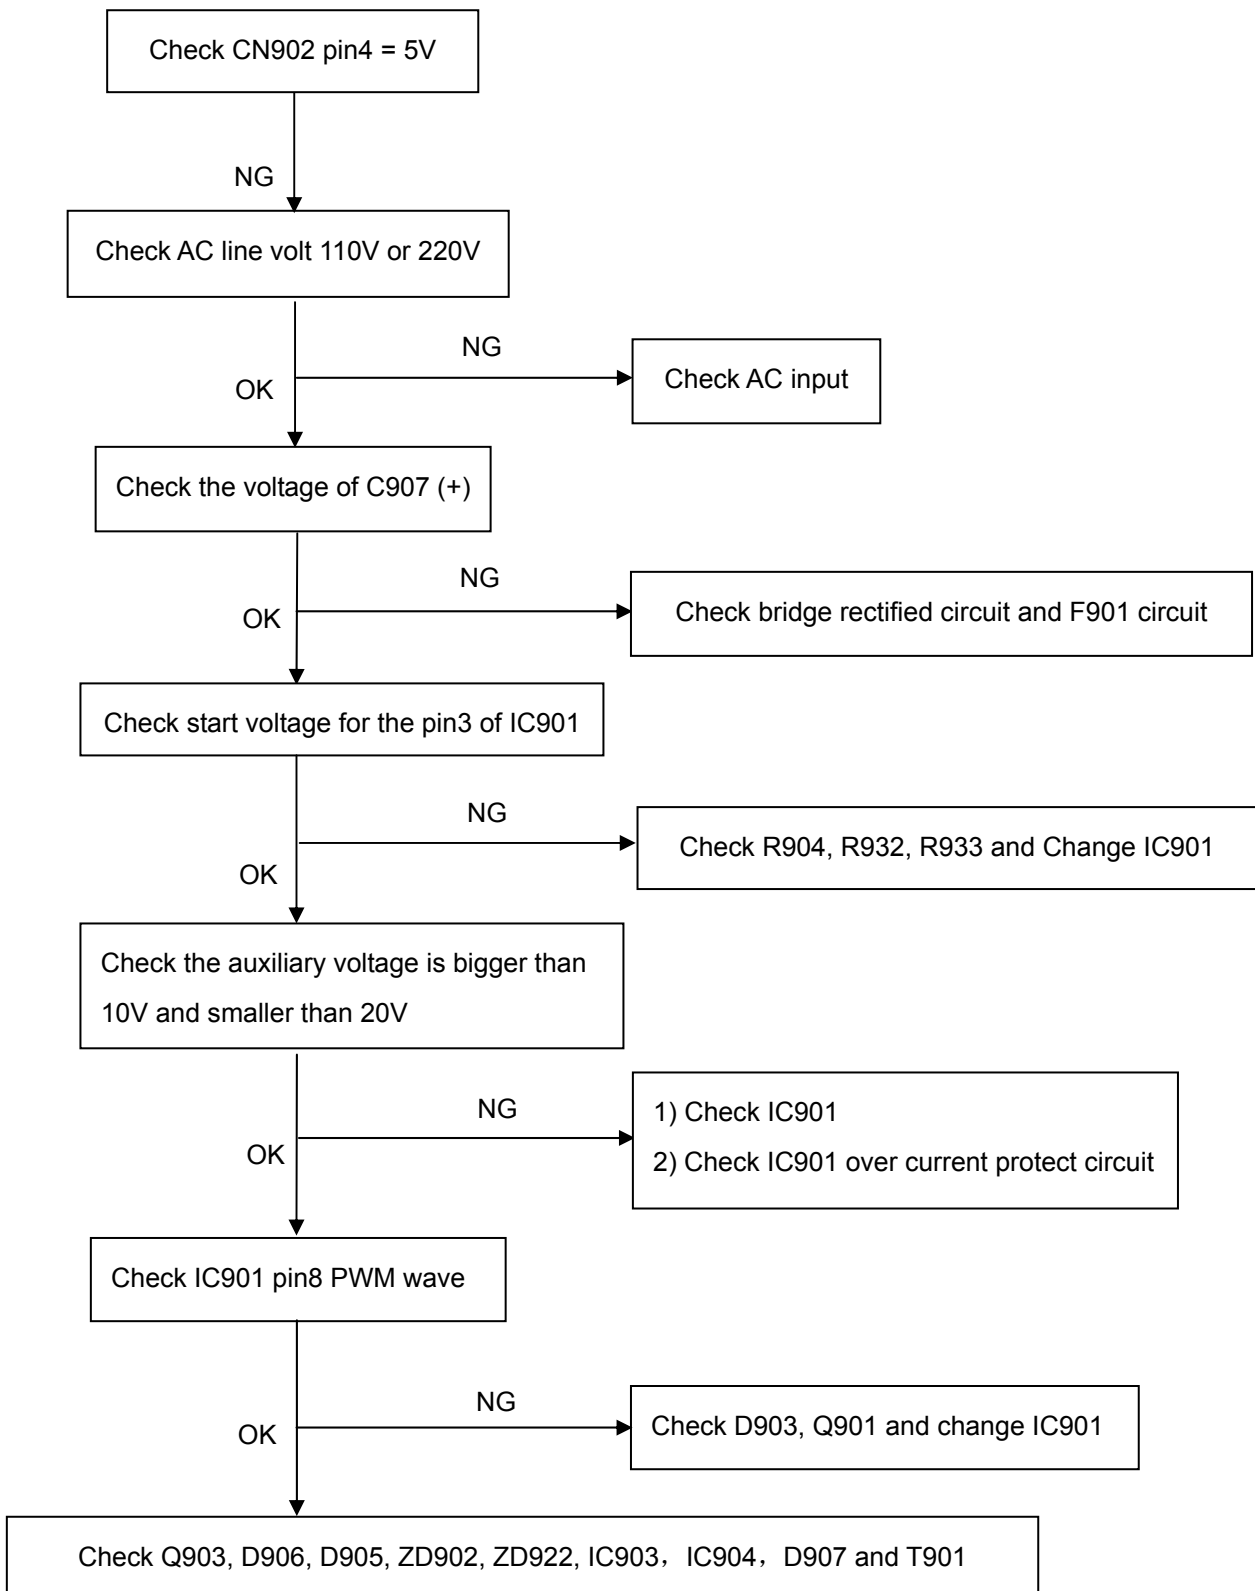 Check CN902 pin4 = 5V
NG
Check AC line volt 110V or 220V
NG
OK
Check AC input
Check the voltage of C907 (+)
NG
OK
Check bridge rectified circuit and F901 circuit
Check start voltage for the pin3 of IC901
NG
OK
Check R904, R932, R933 and Change IC901
Check the auxiliary voltage is bigger than
10V and smaller than 20V
NG
OK
1) Check IC901
2) Check IC901 over current protect circuit
Check IC901 pin8 PWM wave
NG
OK
Check D903, Q901 and change IC901
Check Q903, D906, D905, ZD902, ZD922, IC903，IC904，D907 and T901